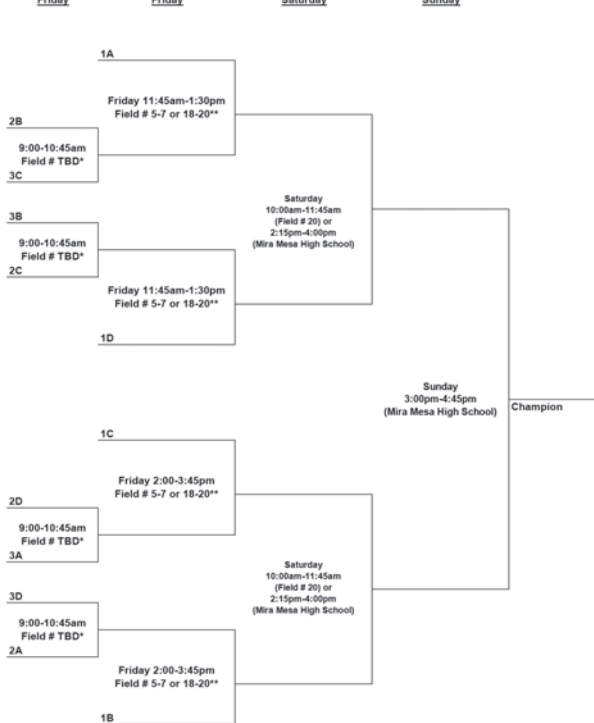 Friday Friday Saturday Sunday
1A
Friday 11:45am-1:30pm
Field # 5-7 or 18-20**
2B
9:00-10:45am
Field # TBD*
3C
Saturday
10:00am-11:45am
(Field # 20) or
2:15pm-4:00pm
(Mira Mesa High School)
3B
9:00-10:45am
Field # TBD*
2C
Friday 11:45am-1:30pm
Field # 5-7 or 18-20**
1D
Sunday
3:00pm-4:45pm
(Mira Mesa High School)
Champion
1C
Friday 2:00-3:45pm
Field # 5-7 or 18-20**
2D
9:00-10:45am
Field # TBD*
3A
Saturday
10:00am-11:45am
(Field # 20) or
2:15pm-4:00pm
(Mira Mesa High School)
3D
9:00-10:45am
Field # TBD*
2A
Friday 2:00-3:45pm
Field # 5-7 or 18-20**
1B